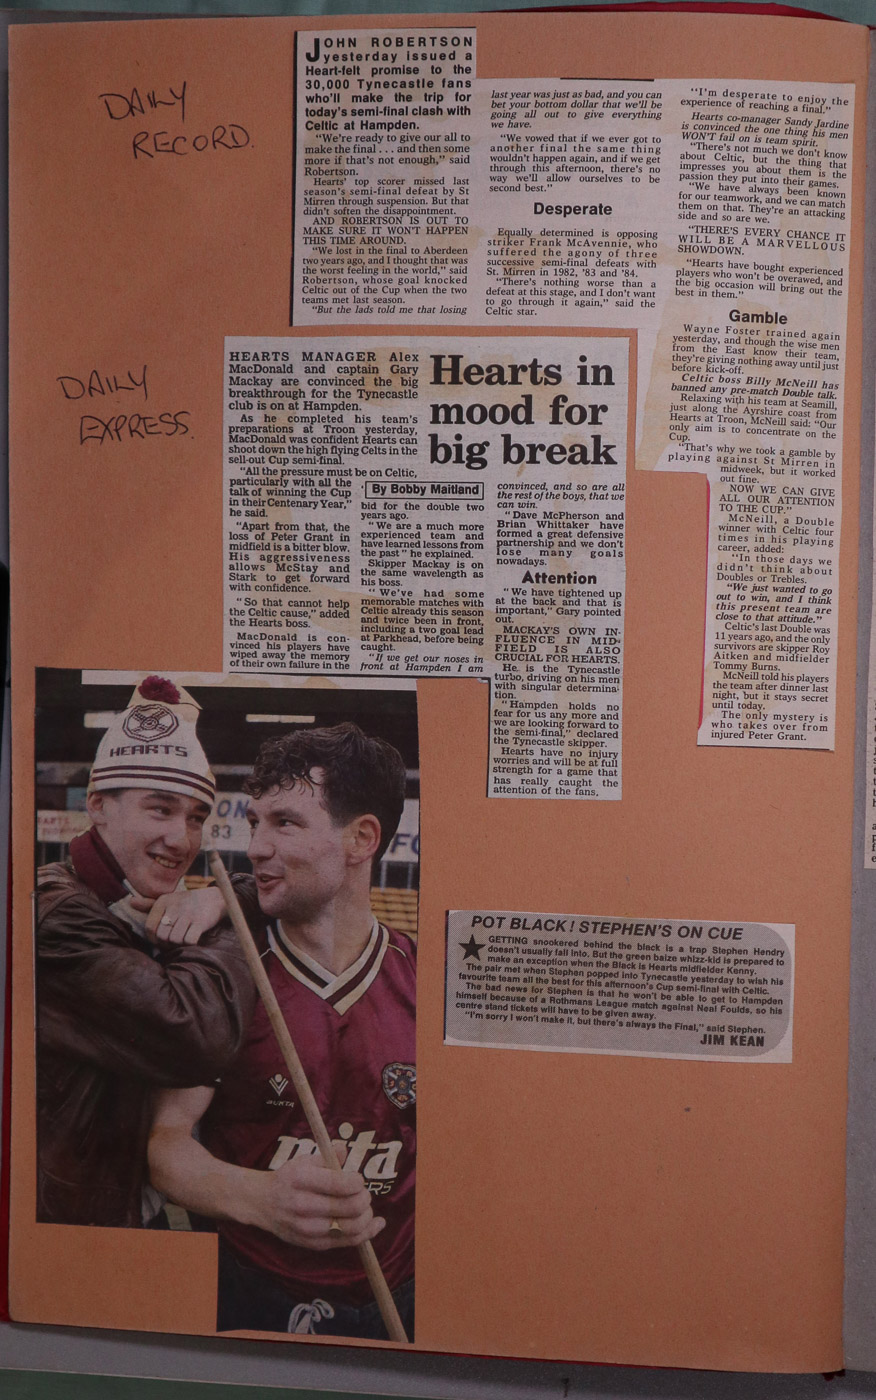 DAILY
RECORD.
JOHN ROBERTSON
yesterday issued a
Heart-felt promise to the
30,000 Tynecastle fans
who'll make the trip for
today's semi-final clash with
Celtic at Hampden.
"We're ready to give our all to
make the final . . . and then some
more if that's not enough," said
Robertson.
Hearts' top scorer missed last
season's semi-final defeat by St
Mirren through suspension. But that
didn't soften the disappointment.
AND ROBERTSON IS OUT TO
MAKE SURE IT WON'T HAPPEN
THIS TIME AROUND.
"We lost in the final to Aberdeen
two years ago, and I thought that was
the worst feeling in the world," said
Robertson, whose goal knocked
Celtic out of the Cup when the two
teams met last season.
"But the lads told me that losing
last year was just as bad, and you can
bet your bottom dollar that we'll be
going all out to give everything
we have.
"We vowed that if we ever got to
another final the same thing
wouldn't happen again, and if we get
through this afternoon, there's no
way we'll allow ourselves to be
second best."
Desperate
Equally determined is opposing
striker Frank McAvennie, who
suffered the agony of three
successive semi-final defeats with
St. Mirren in 1982, '83 and '84.
"There's nothing worse than a
defeat at this stage, and I don't want
to go through it again," said the
Celtic star.
"I'm desperate to enjoy the
experience of reaching a final."
Hearts co-manager Sandy Jardine
is convinced the one thing his men
WON'T fail on is team spirit.
"There's not much we don't know
about Celtic, but the thing that
impresses you about them is the
passion they put into their games.
"We have always been known
for our teamwork, and we can match
them on that. They're an attacking
side and so are we.
"THERE'S EVERY CHANCE IT
WILL BE A MARVELLOUS
SHOWDOWN.
"Hearts have bought experienced
players who won't be overawed, and
the big occasion will bring out the
best in them."
Gamble
Wayne Foster trained again
yesterday, and though the wise men
from the East know their team,
they're giving nothing away until just
before kick-off.
Celtic boss Billy McNeill has
banned any pre-match Double talk.
Relaxing with his team at Seamill,
just along the Ayrshire coast from
Hearts at Troon, McNeill said: "Our
only aim is to concentrate on the
Cup.
"That's why we took a gamble by
playing against St Mirren in
midweek, but it worked
out fine.
NOW WE CAN GIVE
ALL OUR ATTENTION
TO THE CUP."
McNeill, a Double
winner with Celtic four
times in his playing
career, added:
"In those days we
didn't think about
Doubles or Trebles.
"We just wanted to go
out to win, and I think
this present team are
close to that attitude."
Celtic's last Double was
11 years ago, and the only
survivors are skipper Roy
Aitken and midfielder
Tommy Burns.
McNeill told his players
the team after dinner last
night, but it stays secret
until today.
The only mystery is
who takes over from
injured Peter Grant.
DAILY
EXPRESS.
Hearts in
mood for
big break
By Bobby Maitland
HEARTS MANAGER Alex
MacDonald and captain Gary
Mackay are convinced the big
breakthrough for the Tynecastle
club is on at Hampden.
As he completed his team's
preparations at Troon yesterday,
MacDonald was confident Hearts can
shoot down the high flying Celts in the
sell-out Cup semi-final.
"All the pressure must be on Celtic,
particularly with all the
talk of winning the Cup
in their Centenary Year,"
he said.
"Apart from that, the
loss of Peter Grant in
midfield is a bitter blow.
His aggressiveness
allows McStay and
Stark to get forward
with confidence.
"So that cannot help
the Celtic cause," added
the Hearts boss.
MacDonald is con-
vinced his players have
wiped away the memory
of their own failure in the
bid for the double two
years ago.
"We are a much more
experienced team and
have learned lessons from
the past" he explained.
Skipper Mackay is on
the same wavelength as
his boss.
"We've had some
memorable matches with
Celtic already this season
and twice been in front,
including a two goal lead
at Parkhead, before being
caught.
"If we get our noses in
front at Hampden I am
convinced, and so are all
the rest of the boys, that we
can win.
"Dave McPherson and
Brian Whittaker have
formed a great defensive
partnership and we don't
lose many goals
nowadays.
Attention
"We have tightened up
at the back and that is
important," Gary pointed
out.
MACKAY'S OWN IN-
FLUENCE IN MID-
FIELD IS ALSO
CRUCIAL FOR HEARTS.
He is the Tynecastle
turbo, driving on his men
with singular determina-
tion.
"Hampden holds no
fear for us any more and
we are looking forward to
the semi-final," declared
the Tynecastle skipper.
Hearts have no injury
worries and will be at full
strength for a game that
has really caught the
attention of the fans.
HEARTS
ON
83
BUKTA
mita
POT BLACK! STEPHEN'S ON CUE
GETTING snookered behind the black is a trap Stephen Hendry
doesn't usually fall into. But the green baize whizz-kid is prepared to
make an exception when the Black is Hearts midfielder Kenny.
The pair met when Stephen popped into Tynecastle yesterday to wish his
favourite team all the best for this afternoon's Cup semi-final with Celtic.
The bad news for Stephen is that he won't be able to get to Hampden
himself because of a Rothmans League match against Neal Foulds, so his
centre stand tickets will have to be given away.
"I'm sorry I won't make it, but there's always the Final," said Stephen.
JIM KEAN